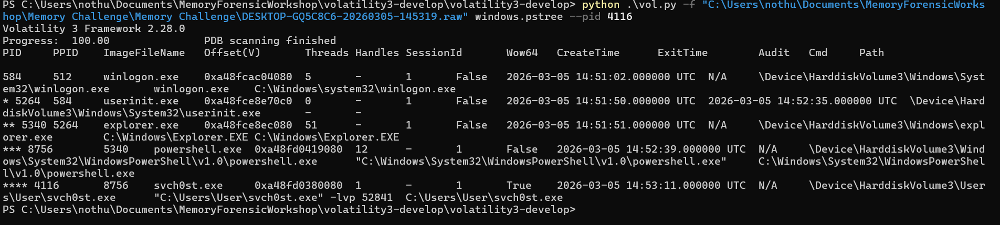 PS C:\Users\nothu\Documents\MemoryForensicWorkshop\volatility3-develop\volatility3-develop> python .\vol.py -f "C:\Users\nothu\Documents\MemoryForensicWorks
hop\Memory Challenge\Memory Challenge\DESKTOP-GQ5C8C6-20260305-145319.raw" windows.pstree --pid 4116
Volatility 3 Framework 2.28.0
Progress:  100.00               PDB scanning finished
PID     PPID    ImageFileName   Offset(V)       Threads Handles SessionId       Wow64   CreateTime      ExitTime        Audit   Cmd     Path
584     512     winlogon.exe    0xa48fcac04080  5       -       1       False   2026-03-05 14:51:02.000000 UTC  N/A     \Device\HarddiskVolume3\Windows\Syst
em32\winlogon.exe       winlogon.exe    C:\Windows\system32\winlogon.exe
* 5264  584     userinit.exe    0xa48fce8e70c0  0       -       1       False   2026-03-05 14:51:50.000000 UTC  2026-03-05 14:52:35.000000 UTC  \Device\Hard
diskVolume3\Windows\System32\userinit.exe       -       -
** 5340 5264    explorer.exe    0xa48fce8ec080  51      -       1       False   2026-03-05 14:51:51.000000 UTC  N/A     \Device\HarddiskVolume3\Windows\expl
orer.exe        C:\Windows\Explorer.EXE C:\Windows\Explorer.EXE
*** 8756        5340    powershell.exe  0xa48fd0419080  12      -       1       False   2026-03-05 14:52:39.000000 UTC  N/A     \Device\HarddiskVolume3\Wind
ows\System32\WindowsPowerShell\v1.0\powershell.exe      "C:\Windows\System32\WindowsPowerShell\v1.0\powershell.exe"     C:\Windows\System32\WindowsPowerShel
l\v1.0\powershell.exe
**** 4116       8756    svch0st.exe     0xa48fd0380080  1       -       1       True    2026-03-05 14:53:11.000000 UTC  N/A     \Device\HarddiskVolume3\User
s\User\svch0st.exe      "C:\Users\User\svch0st.exe" -lvp 52841  C:\Users\User\svch0st.exe
PS C:\Users\nothu\Documents\MemoryForensicWorkshop\volatility3-develop\volatility3-develop>